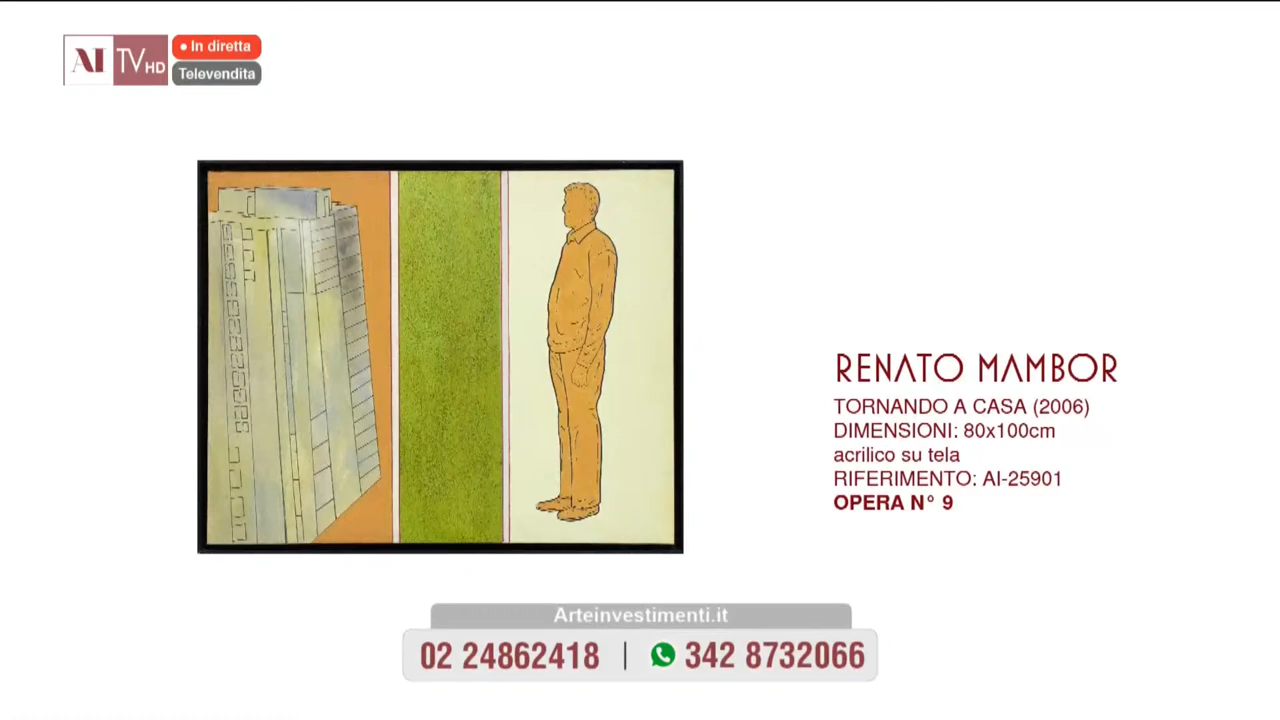 AI TV HD
In diretta
Televendita
RENATO MAMBOR
TORNANDO A CASA (2006)
DIMENSIONI: 80x100cm
acrilico su tela
RIFERIMENTO: AI-25901
OPERA N° 9
Arteinvestimenti.it
02 24862418 | 342 8732066